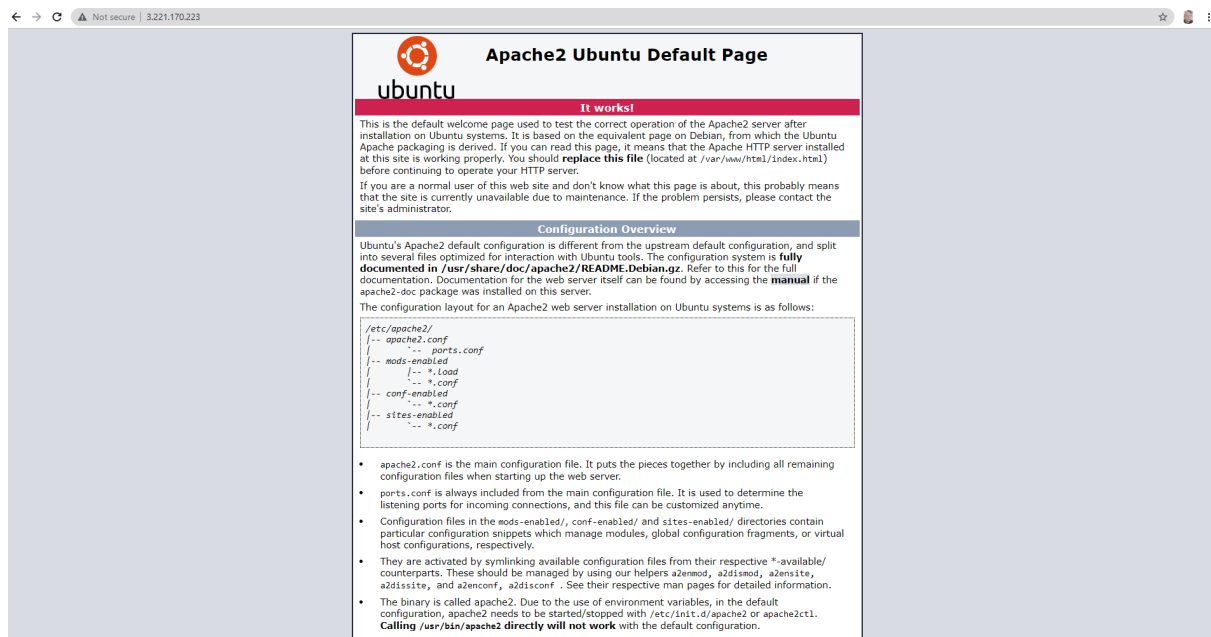 Not secure | 3.221.170.223
Apache2 Ubuntu Default Page
ubuntu
It works!
This is the default welcome page used to test the correct operation of the Apache2 server after
installation on Ubuntu systems. It is based on the equivalent page on Debian, from which the Ubuntu
Apache packaging is derived. If you can read this page, it means that the Apache HTTP server installed
at this site is working properly. You should replace this file (located at /var/www/html/index.html)
before continuing to operate your HTTP server.
If you are a normal user of this web site and don't know what this page is about, this probably means
that the site is currently unavailable due to maintenance. If the problem persists, please contact the
site's administrator.
Configuration Overview
Ubuntu's Apache2 default configuration is different from the upstream default configuration, and split
into several files optimized for interaction with Ubuntu tools. The configuration system is fully
documented in /usr/share/doc/apache2/README.Debian.gz. Refer to this for the full
documentation. Documentation for the web server itself can be found by accessing the manual if the
apache2-doc package was installed on this server.
The configuration layout for an Apache2 web server installation on Ubuntu systems is as follows:
/etc/apache2/
|-- apache2.conf
|       `--  ports.conf
|-- mods-enabled
|       |-- *.load
|       `-- *.conf
|-- conf-enabled
|       `-- *.conf
|-- sites-enabled
|       `-- *.conf
• apache2.conf is the main configuration file. It puts the pieces together by including all remaining
configuration files when starting up the web server.
• ports.conf is always included from the main configuration file. It is used to determine the
listening ports for incoming connections, and this file can be customized anytime.
• Configuration files in the mods-enabled/, conf-enabled/ and sites-enabled/ directories contain
particular configuration snippets which manage modules, global configuration fragments, or virtual
host configurations, respectively.
• They are activated by symlinking available configuration files from their respective *-available/
counterparts. These should be managed by using our helpers a2enmod, a2dismod, a2ensite,
a2dissite, and a2enconf, a2disconf . See their respective man pages for detailed information.
• The binary is called apache2. Due to the use of environment variables, in the default
configuration, apache2 needs to be started/stopped with /etc/init.d/apache2 or apache2ctl.
Calling /usr/bin/apache2 directly will not work with the default configuration.